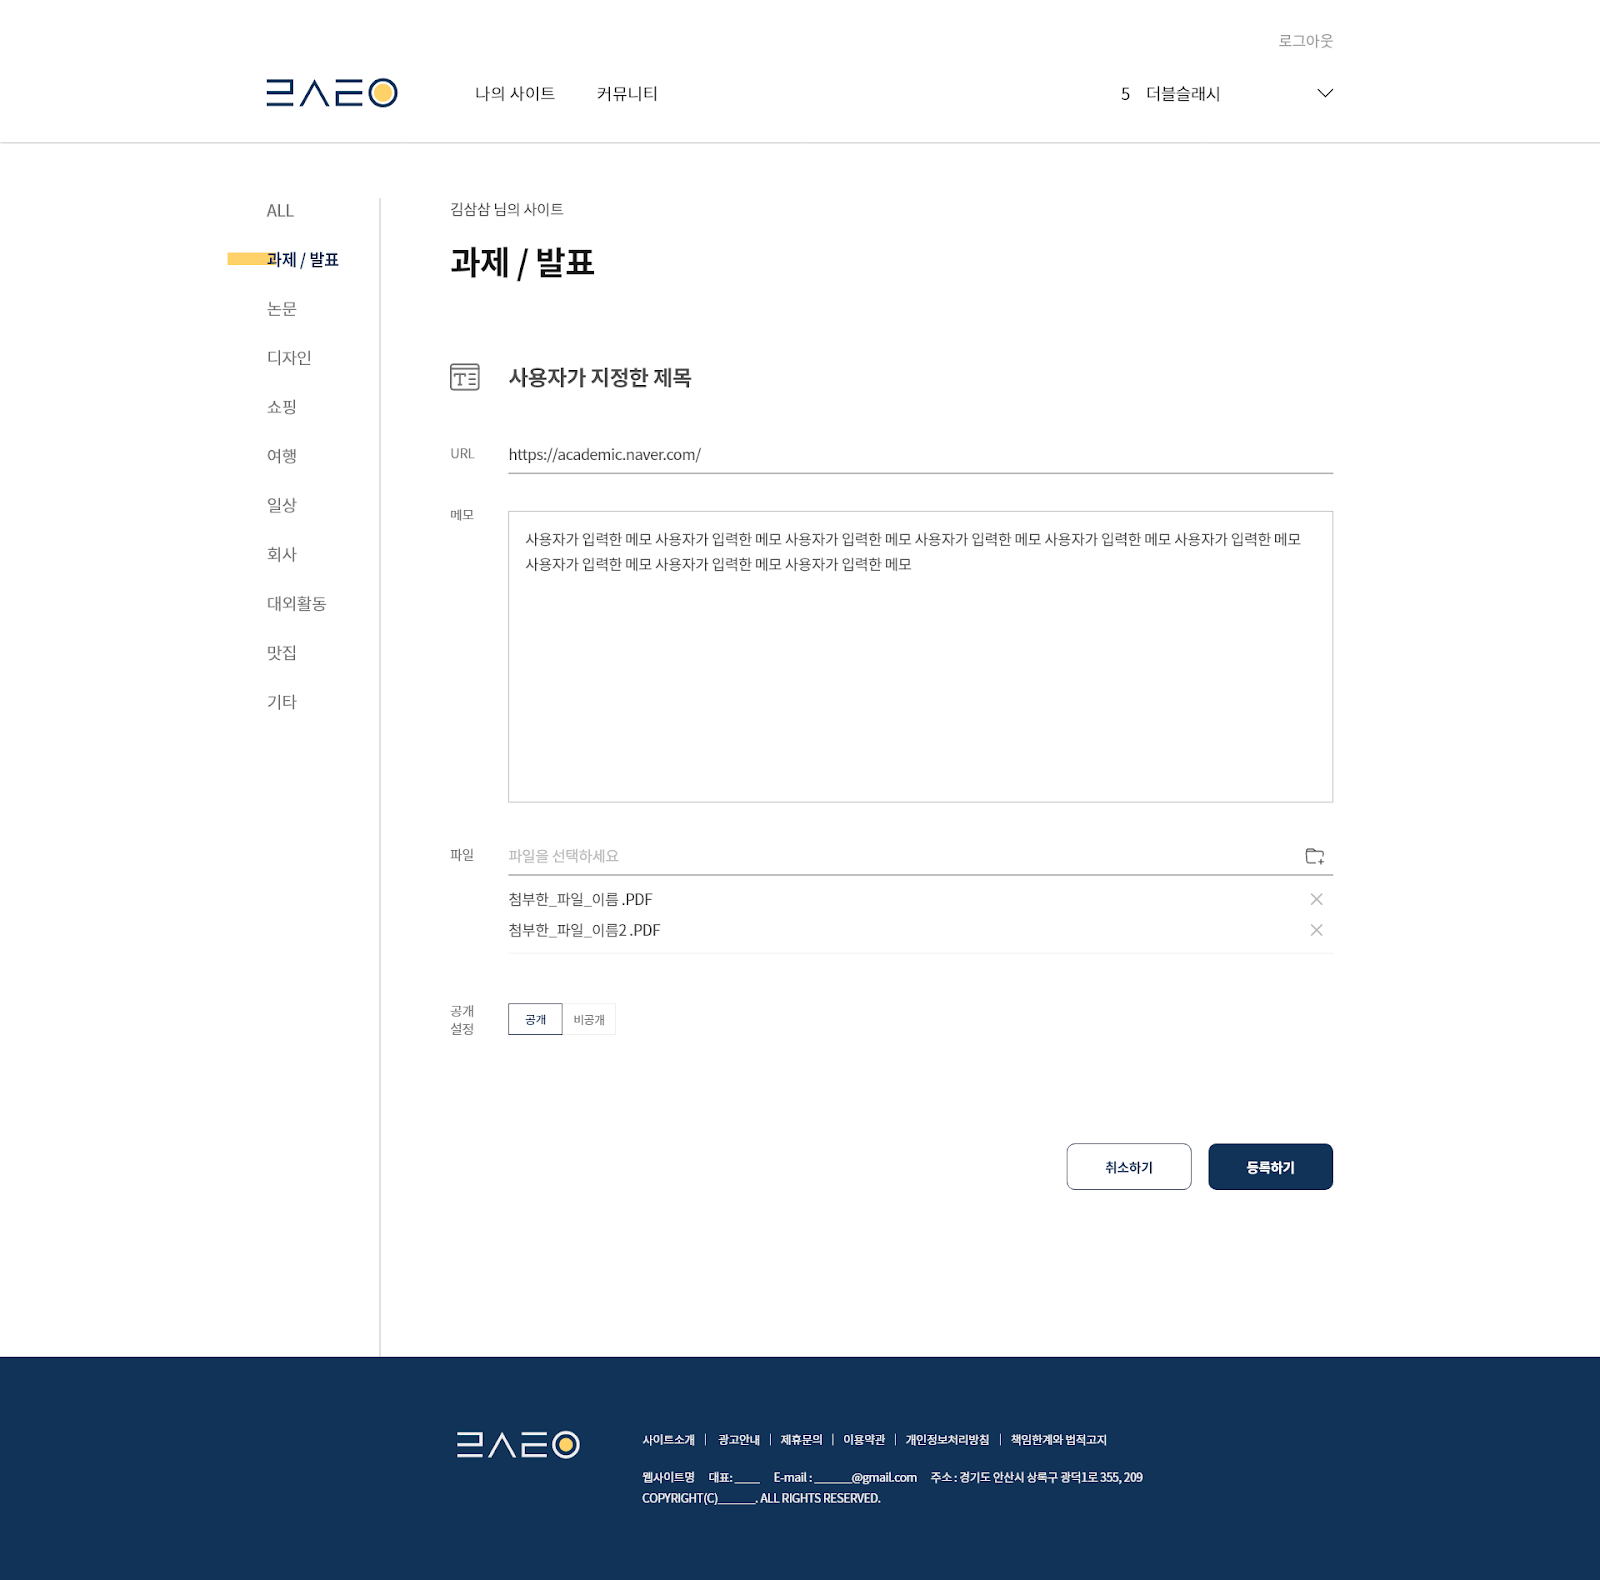 로그아웃
나의 사이트 커뮤니티 5 더블슬래시
ALL
과제 / 발표
논문
디자인
쇼핑
여행
일상
회사
대외활동
맛집
기타
김삼삼 님의 사이트
과제 / 발표
사용자가 지정한 제목
URL https://academic.naver.com/
메모
사용자가 입력한 메모 사용자가 입력한 메모 사용자가 입력한 메모 사용자가 입력한 메모 사용자가 입력한 메모 사용자가 입력한 메모
사용자가 입력한 메모 사용자가 입력한 메모 사용자가 입력한 메모
파일 파일을 선택하세요
첨부한_파일_이름 .PDF
첨부한_파일_이름2 .PDF
공개
설정
공개 비공개
취소하기 등록하기
사이트소개 | 광고안내 | 제휴문의 | 이용약관 | 개인정보처리방침 | 책임한계와 법적고지
웹사이트명 대표: ____ E-mail : ______@gmail.com 주소 : 경기도 안산시 상록구 광덕1로 355, 209
COPYRIGHT(C)______. ALL RIGHTS RESERVED.